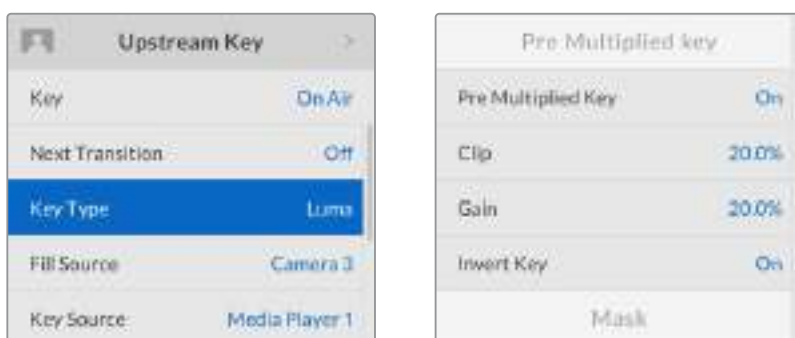 Upstream Key
Key On Air
Next Transition Off
Key Type Luma
Fill Source Camera 3
Key Source Media Player 1
Pre Multiplied key
Pre Multiplied Key On
Clip 20.0%
Gain 20.0%
Invert Key On
Mask